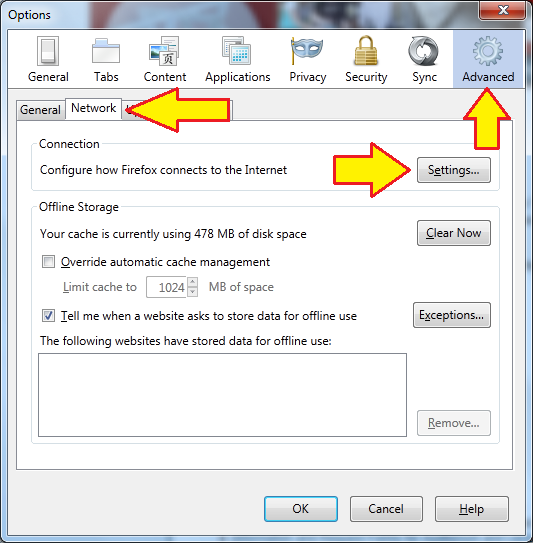 Options
General Tabs Content Applications Privacy Security Sync Advanced
General Network
Connection
Configure how Firefox connects to the Internet Settings...
Offline Storage
Your cache is currently using 478 MB of disk space Clear Now
Override automatic cache management
Limit cache to 1024 MB of space
Tell me when a website asks to store data for offline use Exceptions...
The following websites have stored data for offline use:
Remove...
OK Cancel Help